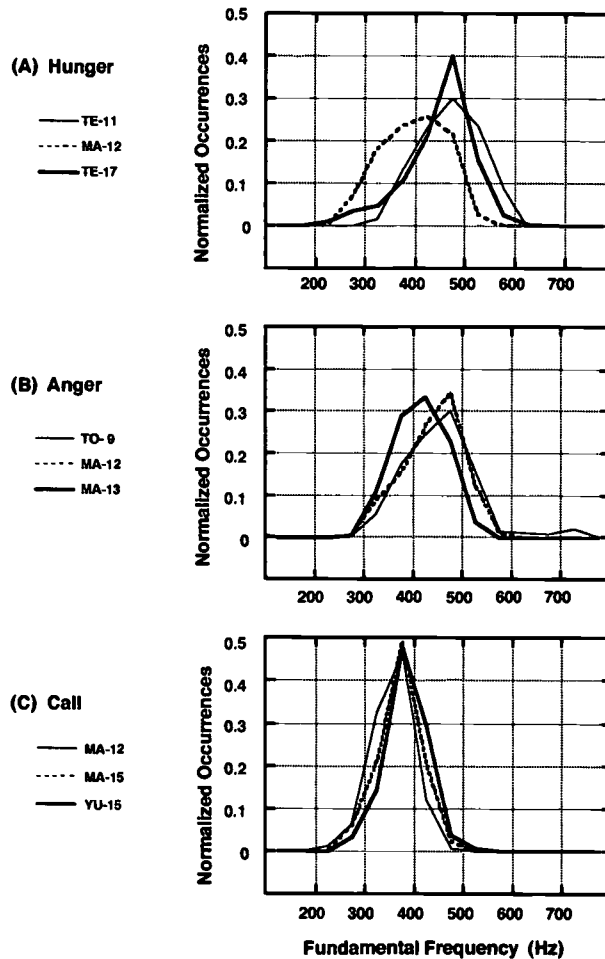 (A) Hunger
TE-11
MA-12
TE-17
Normalized Occurrences
0.5
0.4
0.3
0.2
0.1
0
200 300 400 500 600 700
(B) Anger
TO- 9
MA-12
MA-13
Normalized Occurrences
0.5
0.4
0.3
0.2
0.1
0
200 300 400 500 600 700
(C) Call
MA-12
MA-15
YU-15
Normalized Occurrences
0.5
0.4
0.3
0.2
0.1
0
200 300 400 500 600 700
Fundamental Frequency (Hz)